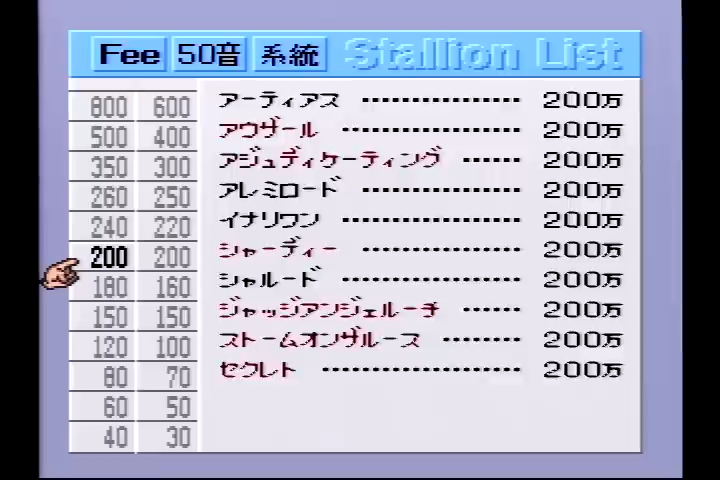 Fee 50音 系統 Stallion List
800 600
500 400
350 300
260 250
240 220
200 200
180 160
150 150
120 100
80 70
60 50
40 30
アーティアス ················ 200万
アウザール ·················· 200万
アジュディケーティング ······ 200万
アレミロード ················ 200万
イナリワン ·················· 200万
シャーディー ················ 200万
シャルード ·················· 200万
ジャッジアンジェルーチ ······ 200万
ストームオンザルース ········ 200万
セクレト ···················· 200万